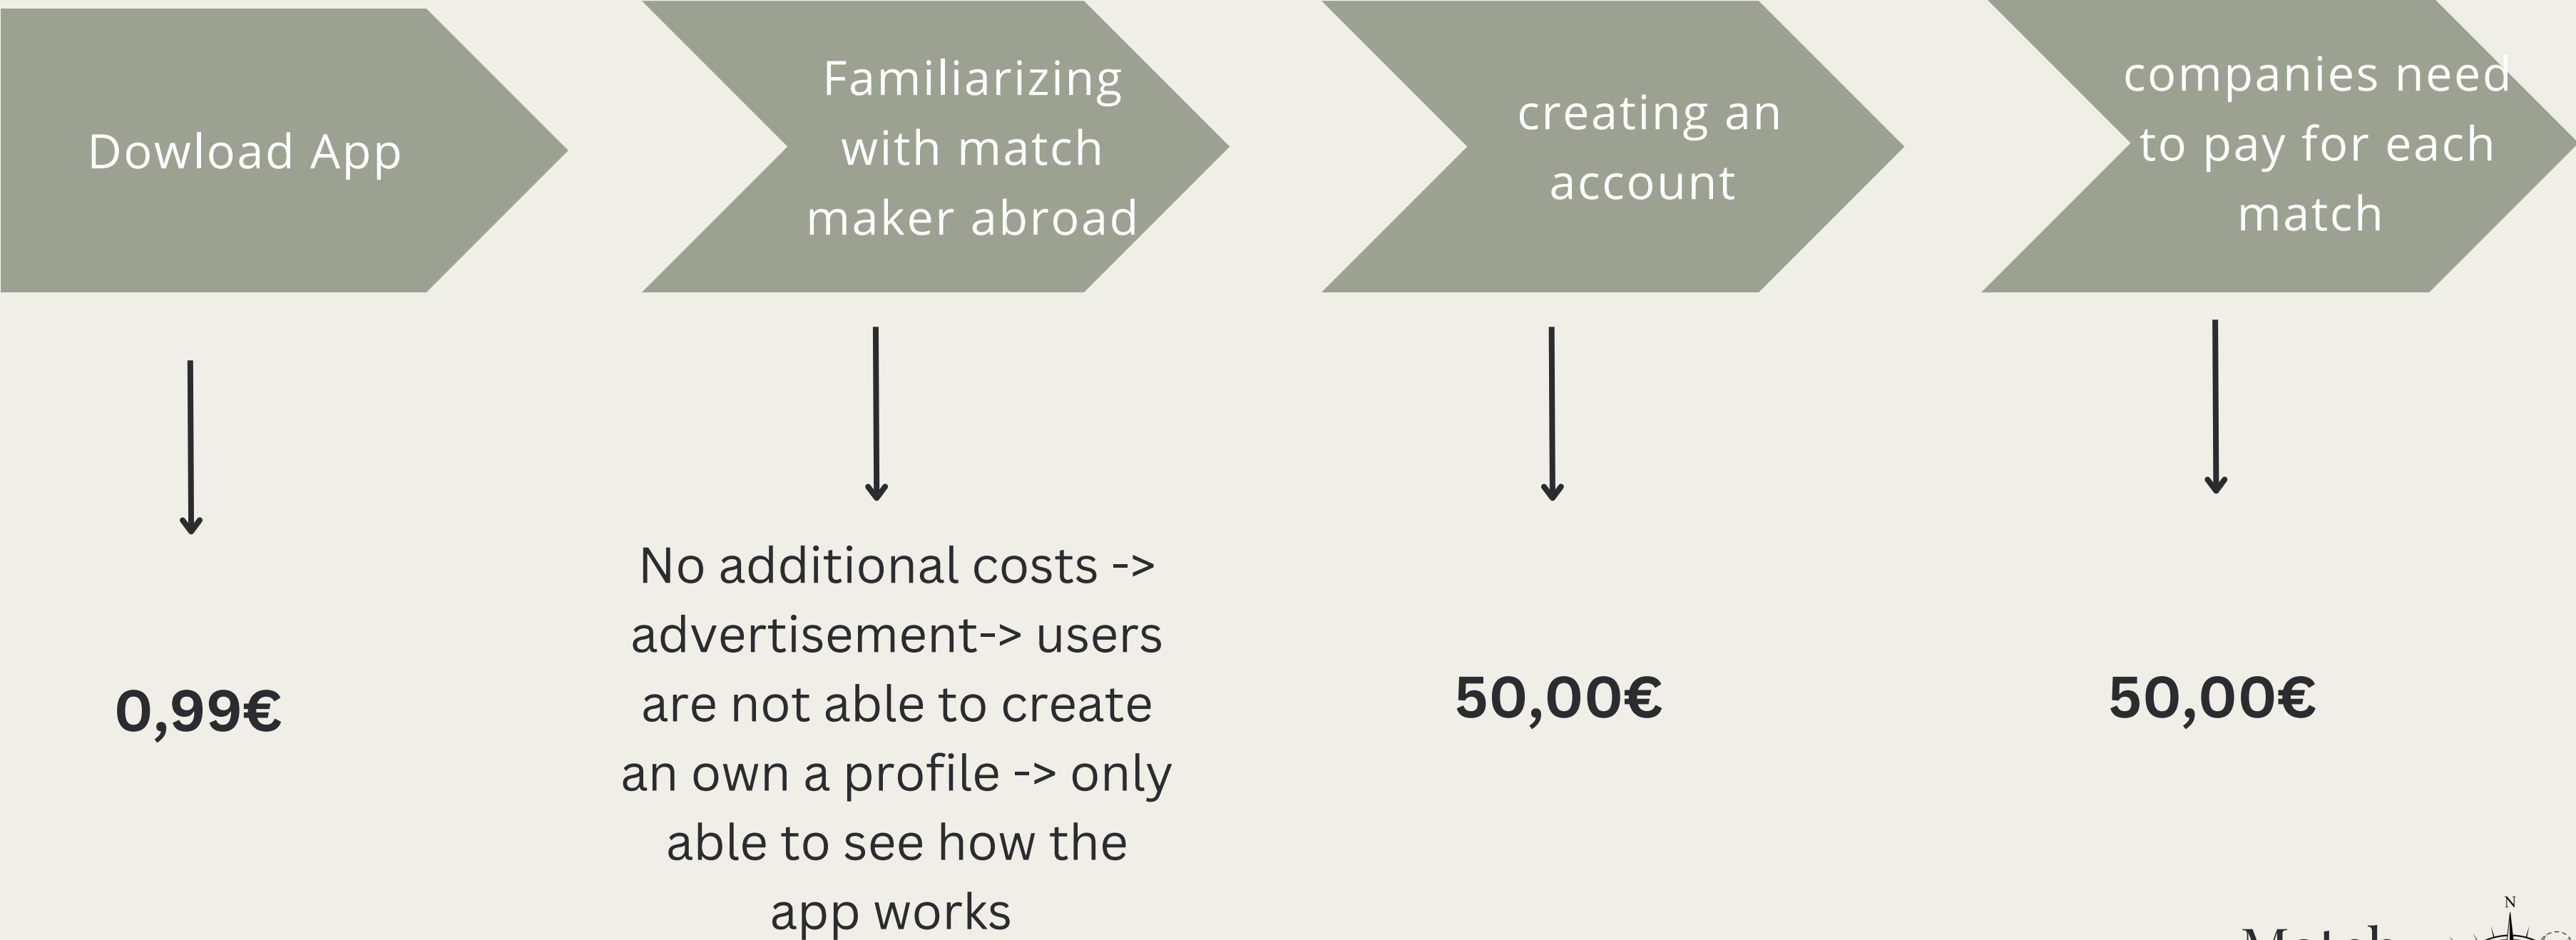 Dowload App
Familiarizing
with match
maker abroad
creating an
account
companies need
to pay for each
match
0,99€
No additional costs ->
advertisement-> users
are not able to create
an own a profile -> only
able to see how the
app works
50,00€
50,00€
N
Match